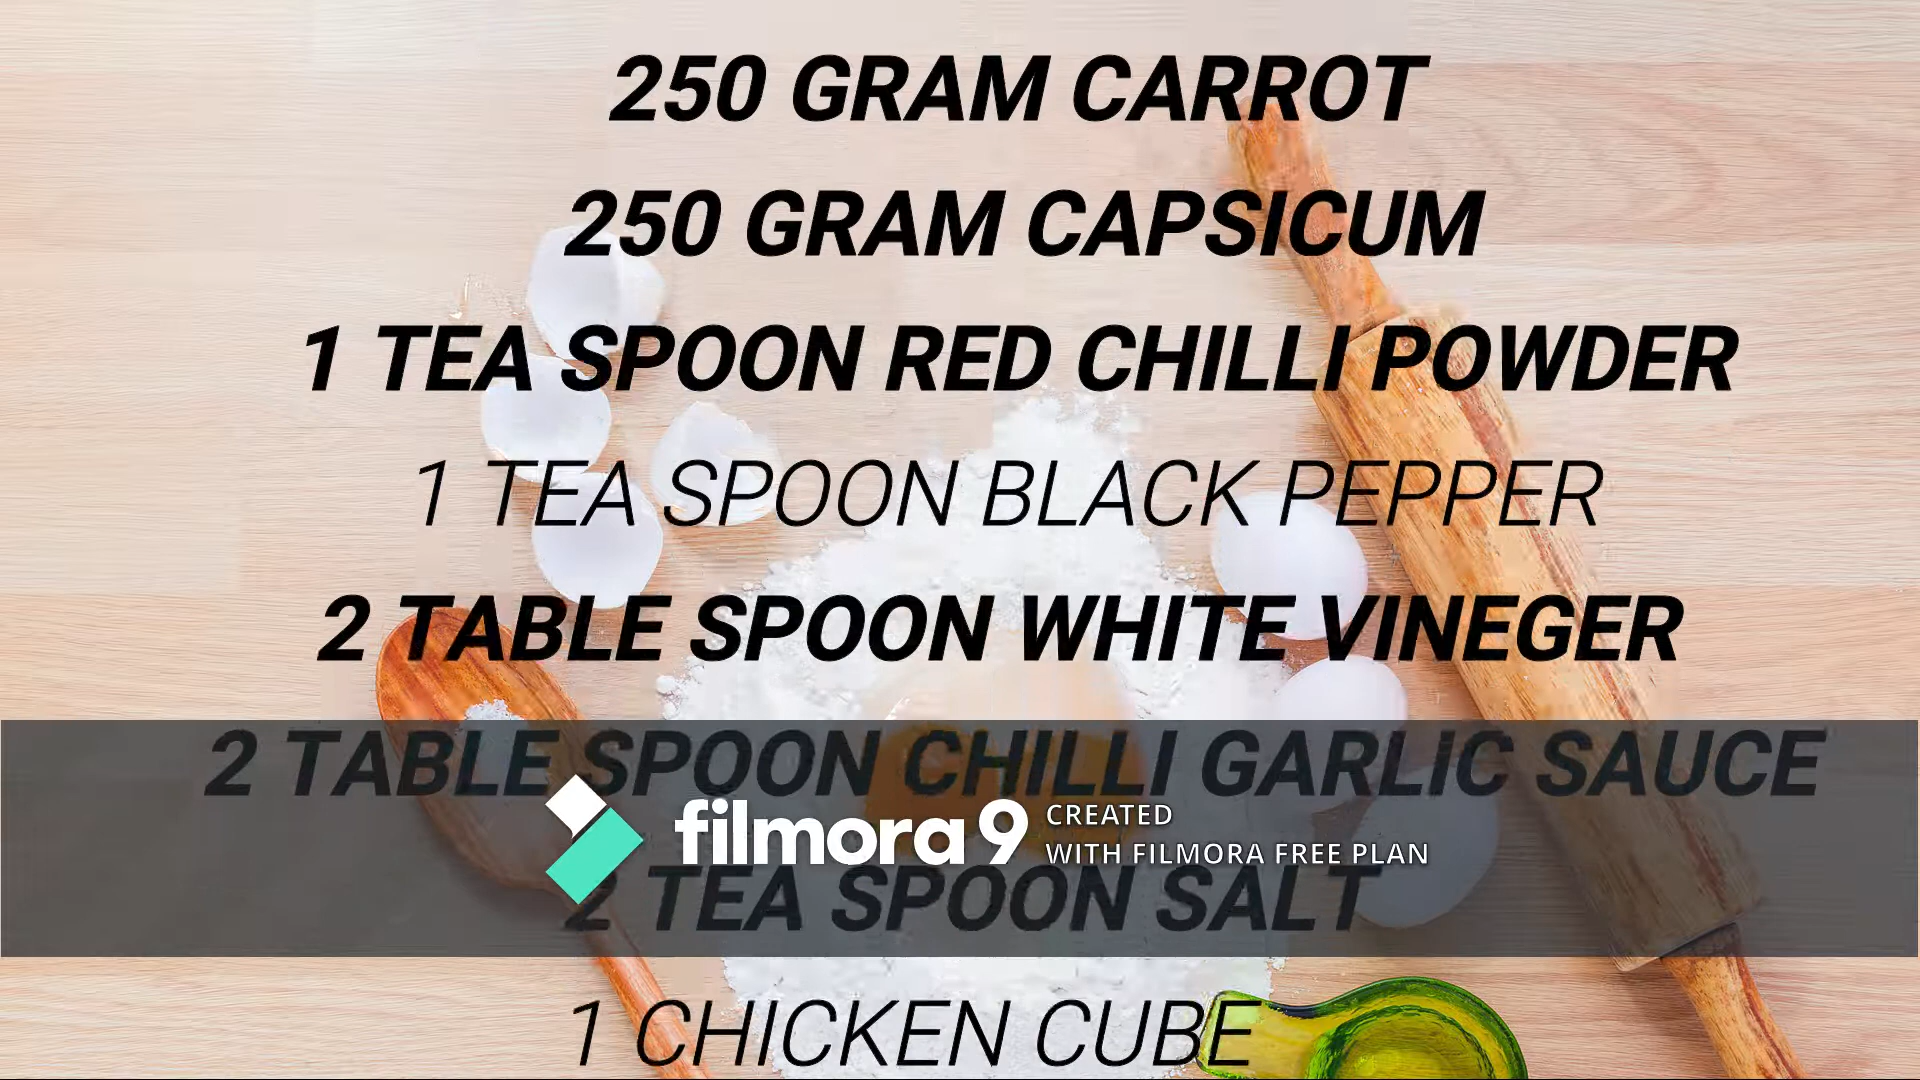 250 GRAM CARROT
250 GRAM CAPSICUM
1 TEA SPOON RED CHILLI POWDER
1 TEA SPOON BLACK PEPPER
2 TABLE SPOON WHITE VINEGER
2 TABLE SPOON CHILLI GARLIC SAUCE
filmora 9 CREATED
WITH FILMORA FREE PLAN
2 TEA SPOON SALT
1 CHICKEN CUBE